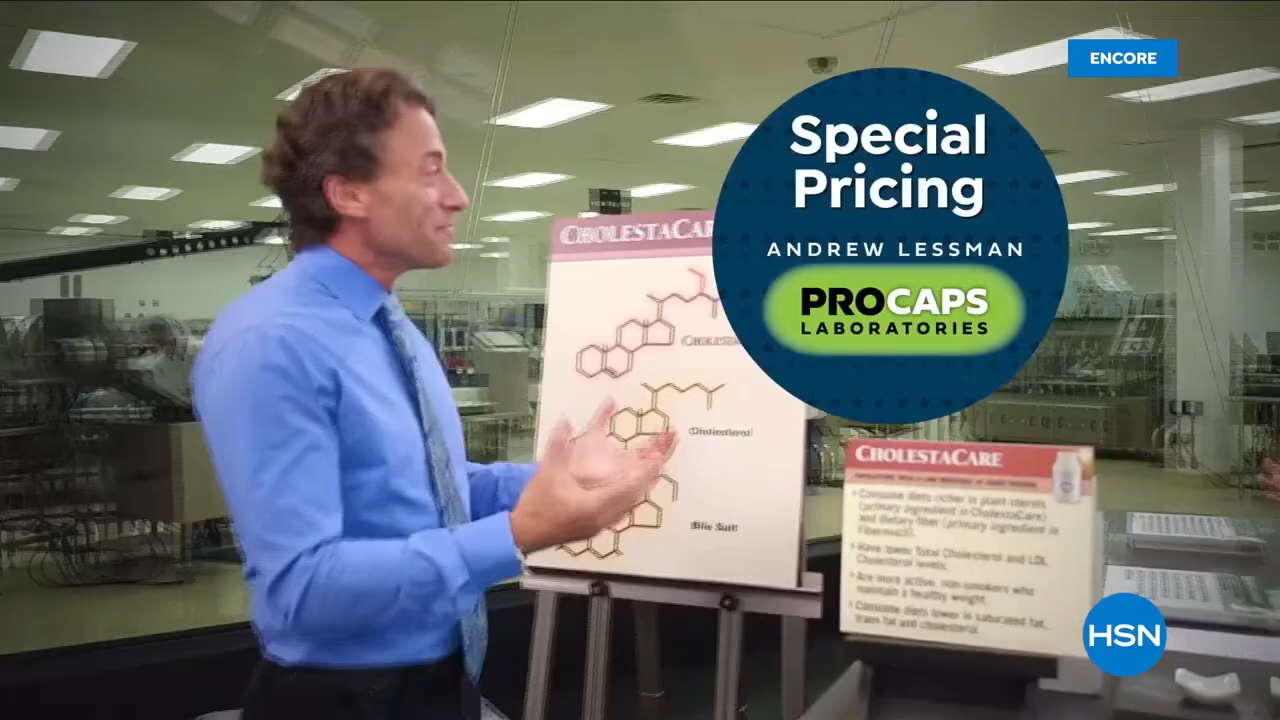 ENCORE
Special
Pricing
ANDREW LESSMAN
PROCAPS
LABORATORIES
CHOLESTACAR
Cholesterol
Bile Salt
CHOLESTACARE
• Consume diets richer in plant sterols
(primary ingredient in CholestaCare)
and dietary fiber (primary ingredient in
Fibermucil).
• Have lower Total Cholesterol and LDL
Cholesterol levels.
• Are more active, non-smokers who
maintain a healthy weight.
• Consume diets lower in saturated fat,
trans fat and cholesterol.
HSN